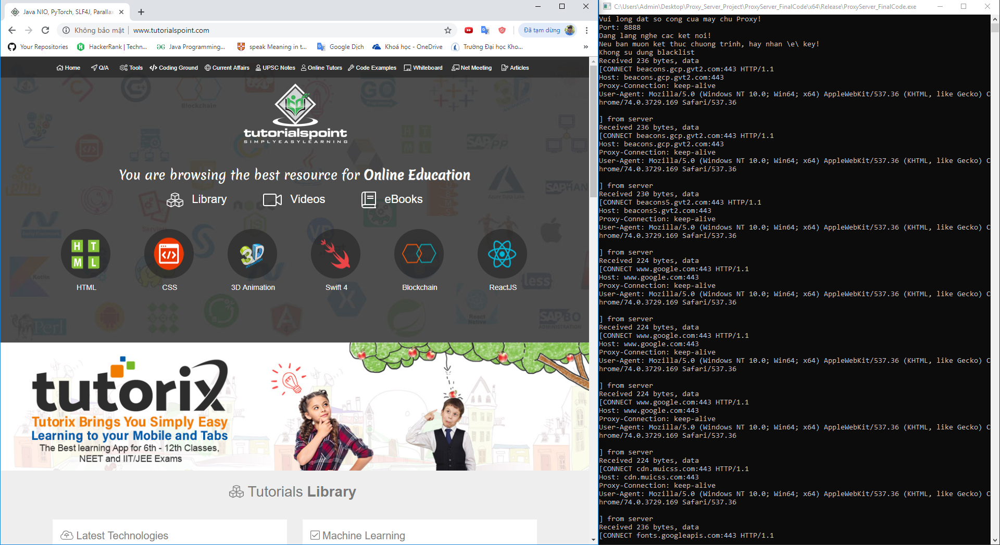 Java NIO, PyTorch, SLF4J, Parallax
Không bảo mật
www.tutorialspoint.com
Đã tạm dừng
Your Repositories
HackerRank | Techn...
Java Programming...
speak Meaning in t...
Google Dịch
Khoá học - OneDrive
Trường Đại học Kho...
»
Home
Q/A
Tools
Coding Ground
Current Affairs
UPSC Notes
Online Tutors
Code Examples
Whiteboard
Net Meeting
Articles
tutorialspoint
SIMPLYEASYLEARNING
You are browsing the best resource for Online Education
Library
Videos
eBooks
HTML
CSS
3D Animation
Swift 4
Blockchain
ReactJS
tutorix
Tutorix Brings You Simply Easy
Learning to your Mobile and Tabs
The Best learning App for 6th - 12th Classes,
NEET and IIT/JEE Exams
Tutorials Library
Latest Technologies
Machine Learning
C:\Users\Admin\Desktop\Proxy_Server_Project\ProxyServer_FinalCode\x64\Release\ProxyServer_FinalCode.exe
Vui long dat so cong cua may chu Proxy!
Port: 8888
Dang lang nghe cac ket noi!
Neu ban muon ket thuc chuong trinh, hay nhan \e\ key!
Khong su dung blacklist
Received 236 bytes, data
[CONNECT beacons.gcp.gvt2.com:443 HTTP/1.1
Host: beacons.gcp.gvt2.com:443
Proxy-Connection: keep-alive
User-Agent: Mozilla/5.0 (Windows NT 10.0; Win64; x64) AppleWebKit/537.36 (KHTML, like Gecko) C
hrome/74.0.3729.169 Safari/537.36
] from server
Received 236 bytes, data
[CONNECT beacons.gcp.gvt2.com:443 HTTP/1.1
Host: beacons.gcp.gvt2.com:443
Proxy-Connection: keep-alive
User-Agent: Mozilla/5.0 (Windows NT 10.0; Win64; x64) AppleWebKit/537.36 (KHTML, like Gecko) C
hrome/74.0.3729.169 Safari/537.36
] from server
Received 230 bytes, data
[CONNECT beacons5.gvt2.com:443 HTTP/1.1
Host: beacons5.gvt2.com:443
Proxy-Connection: keep-alive
User-Agent: Mozilla/5.0 (Windows NT 10.0; Win64; x64) AppleWebKit/537.36 (KHTML, like Gecko) C
hrome/74.0.3729.169 Safari/537.36
] from server
Received 224 bytes, data
[CONNECT www.google.com:443 HTTP/1.1
Host: www.google.com:443
Proxy-Connection: keep-alive
User-Agent: Mozilla/5.0 (Windows NT 10.0; Win64; x64) AppleWebKit/537.36 (KHTML, like Gecko) C
hrome/74.0.3729.169 Safari/537.36
] from server
Received 224 bytes, data
[CONNECT www.google.com:443 HTTP/1.1
Host: www.google.com:443
Proxy-Connection: keep-alive
User-Agent: Mozilla/5.0 (Windows NT 10.0; Win64; x64) AppleWebKit/537.36 (KHTML, like Gecko) C
hrome/74.0.3729.169 Safari/537.36
] from server
Received 224 bytes, data
[CONNECT www.google.com:443 HTTP/1.1
Host: www.google.com:443
Proxy-Connection: keep-alive
User-Agent: Mozilla/5.0 (Windows NT 10.0; Win64; x64) AppleWebKit/537.36 (KHTML, like Gecko) C
hrome/74.0.3729.169 Safari/537.36
] from server
Received 224 bytes, data
[CONNECT cdn.muicss.com:443 HTTP/1.1
Host: cdn.muicss.com:443
Proxy-Connection: keep-alive
User-Agent: Mozilla/5.0 (Windows NT 10.0; Win64; x64) AppleWebKit/537.36 (KHTML, like Gecko) C
hrome/74.0.3729.169 Safari/537.36
] from server
Received 236 bytes, data
[CONNECT fonts.googleapis.com:443 HTTP/1.1